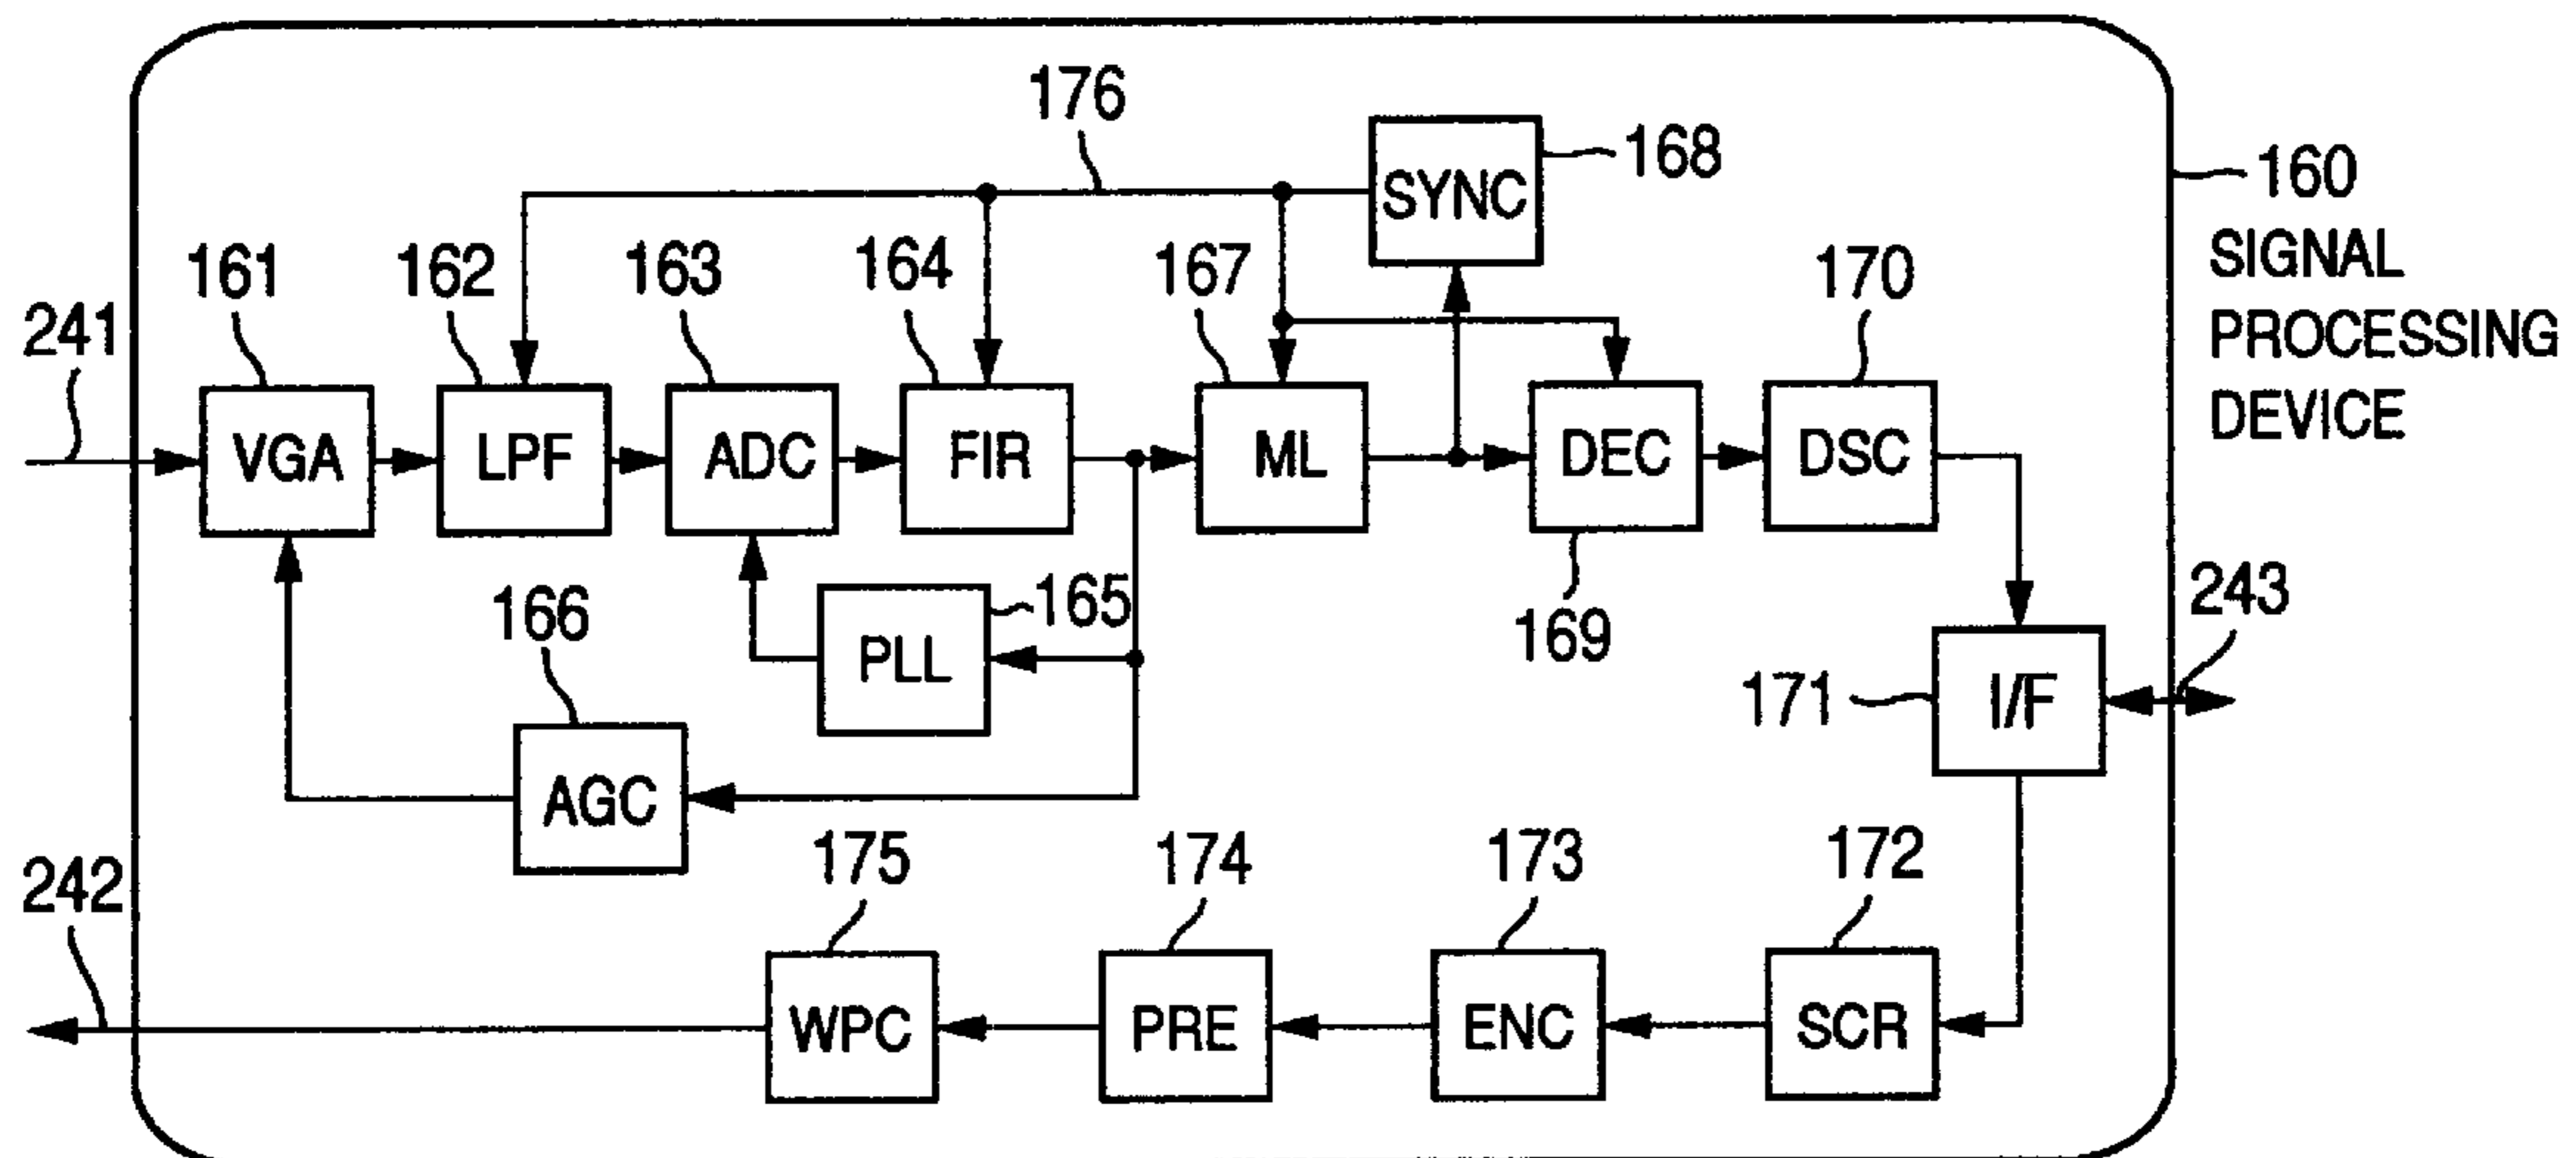 176
168
160
SIGNAL
PROCESSING
DEVICE
SYNC
161
162
163
164
167
170
241
VGA
LPF
ADC
FIR
ML
DEC
DSC
169
243
166
165
PLL
171
I/F
AGC
242
175
174
173
172
WPC
PRE
ENC
SCR